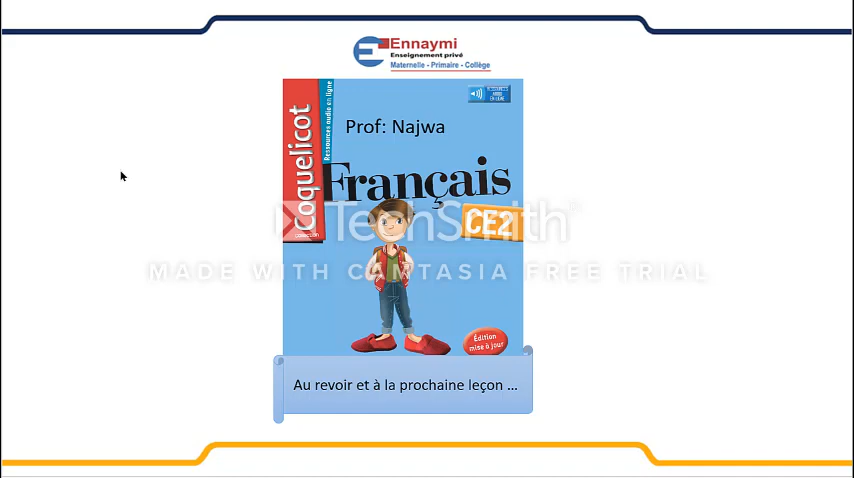 Ennaymi
Enseignement privé
Maternelle - Primaire - Collège
Coquelicot
COLLECTION
Ressources audio en ligne
Prof: Najwa
Français
CE2
TechSmith®
MADE WITH CAMTASIA FREE TRIAL
Édition
mise à jour
Au revoir et à la prochaine leçon ...